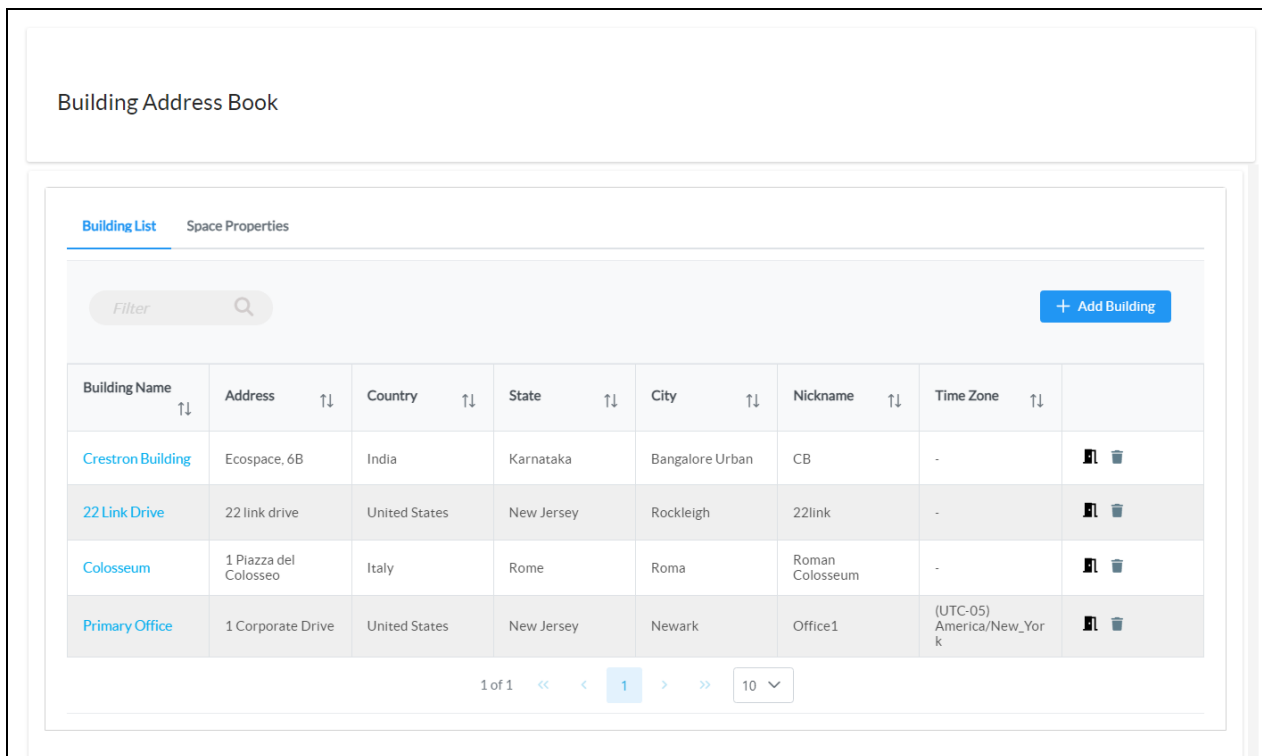 Building Address Book
Building List Space Properties
Filter
+ Add Building
Building Name Address Country State City Nickname Time Zone
Crestron Building Ecospace, 6B India Karnataka Bangalore Urban CB -
22 Link Drive 22 link drive United States New Jersey Rockleigh 22link -
Colosseum 1 Piazza del Colosseo Italy Rome Roma Roman Colosseum -
Primary Office 1 Corporate Drive United States New Jersey Newark Office1 (UTC-05) America/New_York
1 of 1 << < 1 > >> 10